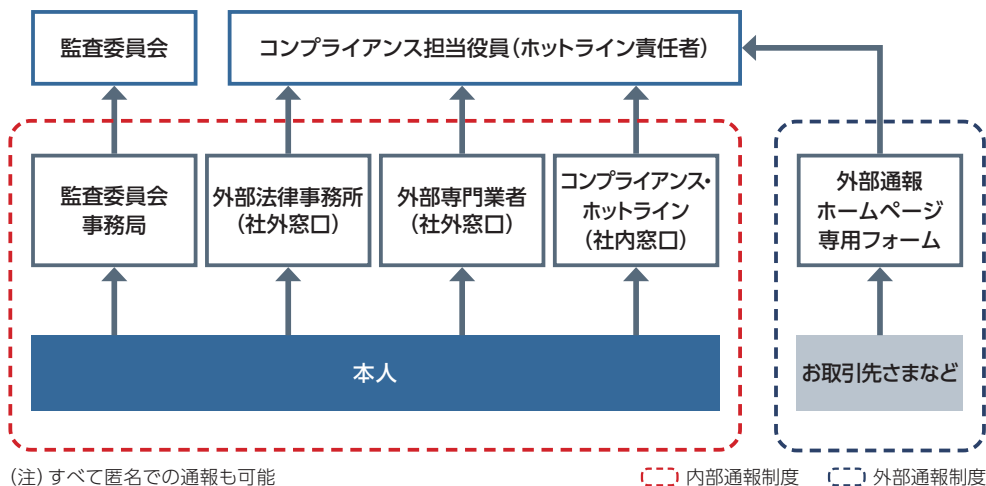 監査委員会
コンプライアンス担当役員(ホットライン責任者)
監査委員会
事務局
外部法律事務所
(社外窓口)
外部専門業者
(社外窓口)
コンプライアンス・
ホットライン
(社内窓口)
外部通報
ホームページ
専用フォーム
本人
お取引先さまなど
(注)すべて匿名での通報も可能
内部通報制度
外部通報制度